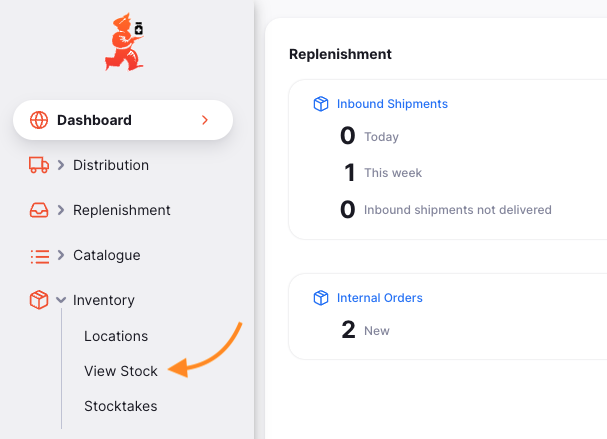 Dashboard
Distribution
Replenishment
Catalogue
Inventory
Locations
View Stock
Stocktakes
Replenishment
Inbound Shipments
0 Today
1 This week
0 Inbound shipments not delivered
Internal Orders
2 New